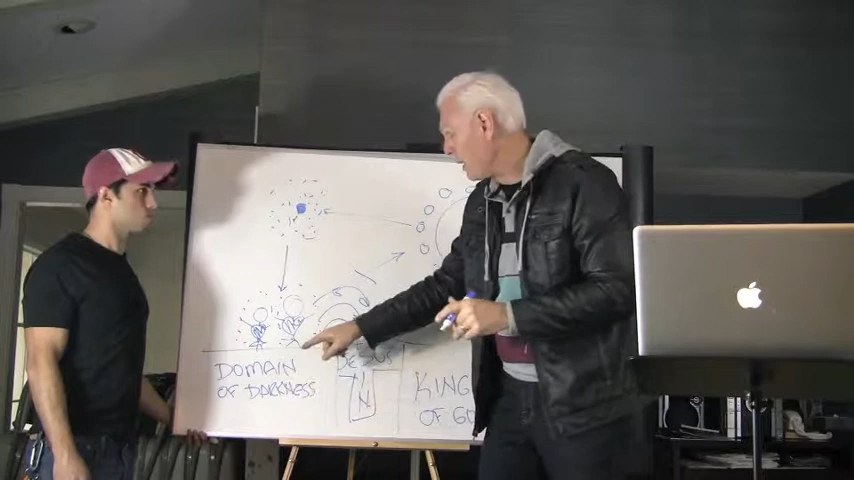 DOMAIN
OF DARKNESS
JESUS
KING
OF GO